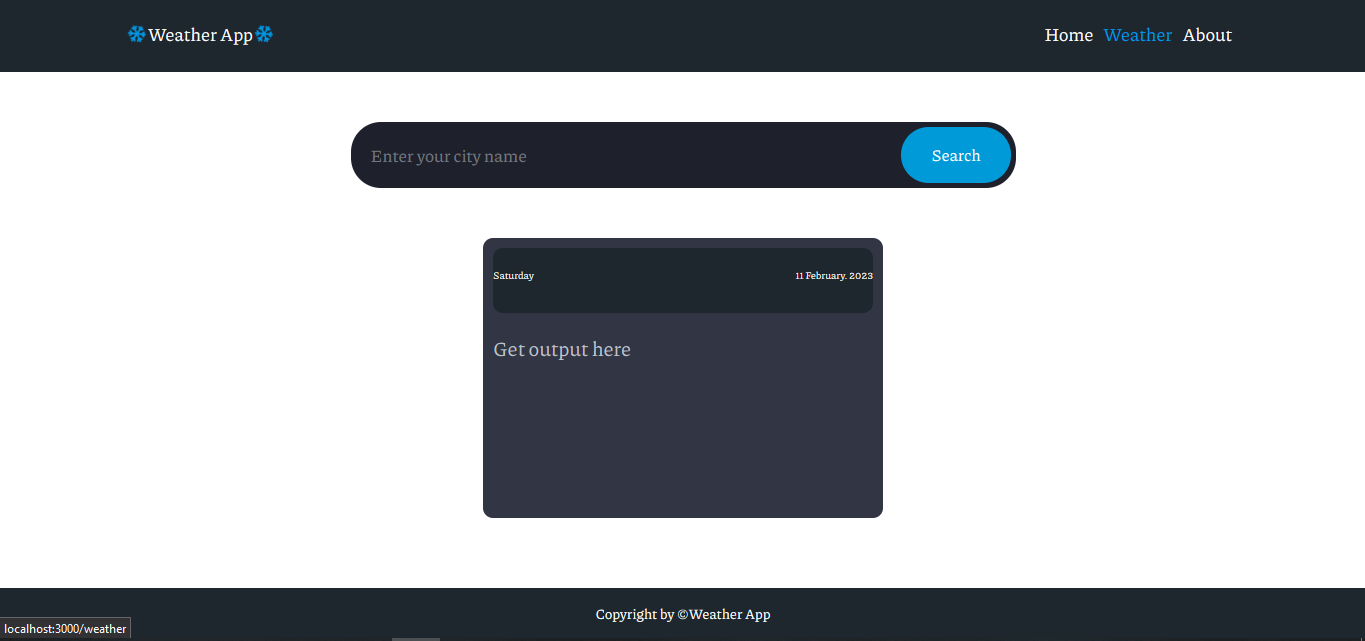 Weather App
Home Weather About
Enter your city name
Search
Saturday
11 February. 2023
Get output here
Copyright by ©Weather App
localhost:3000/weather